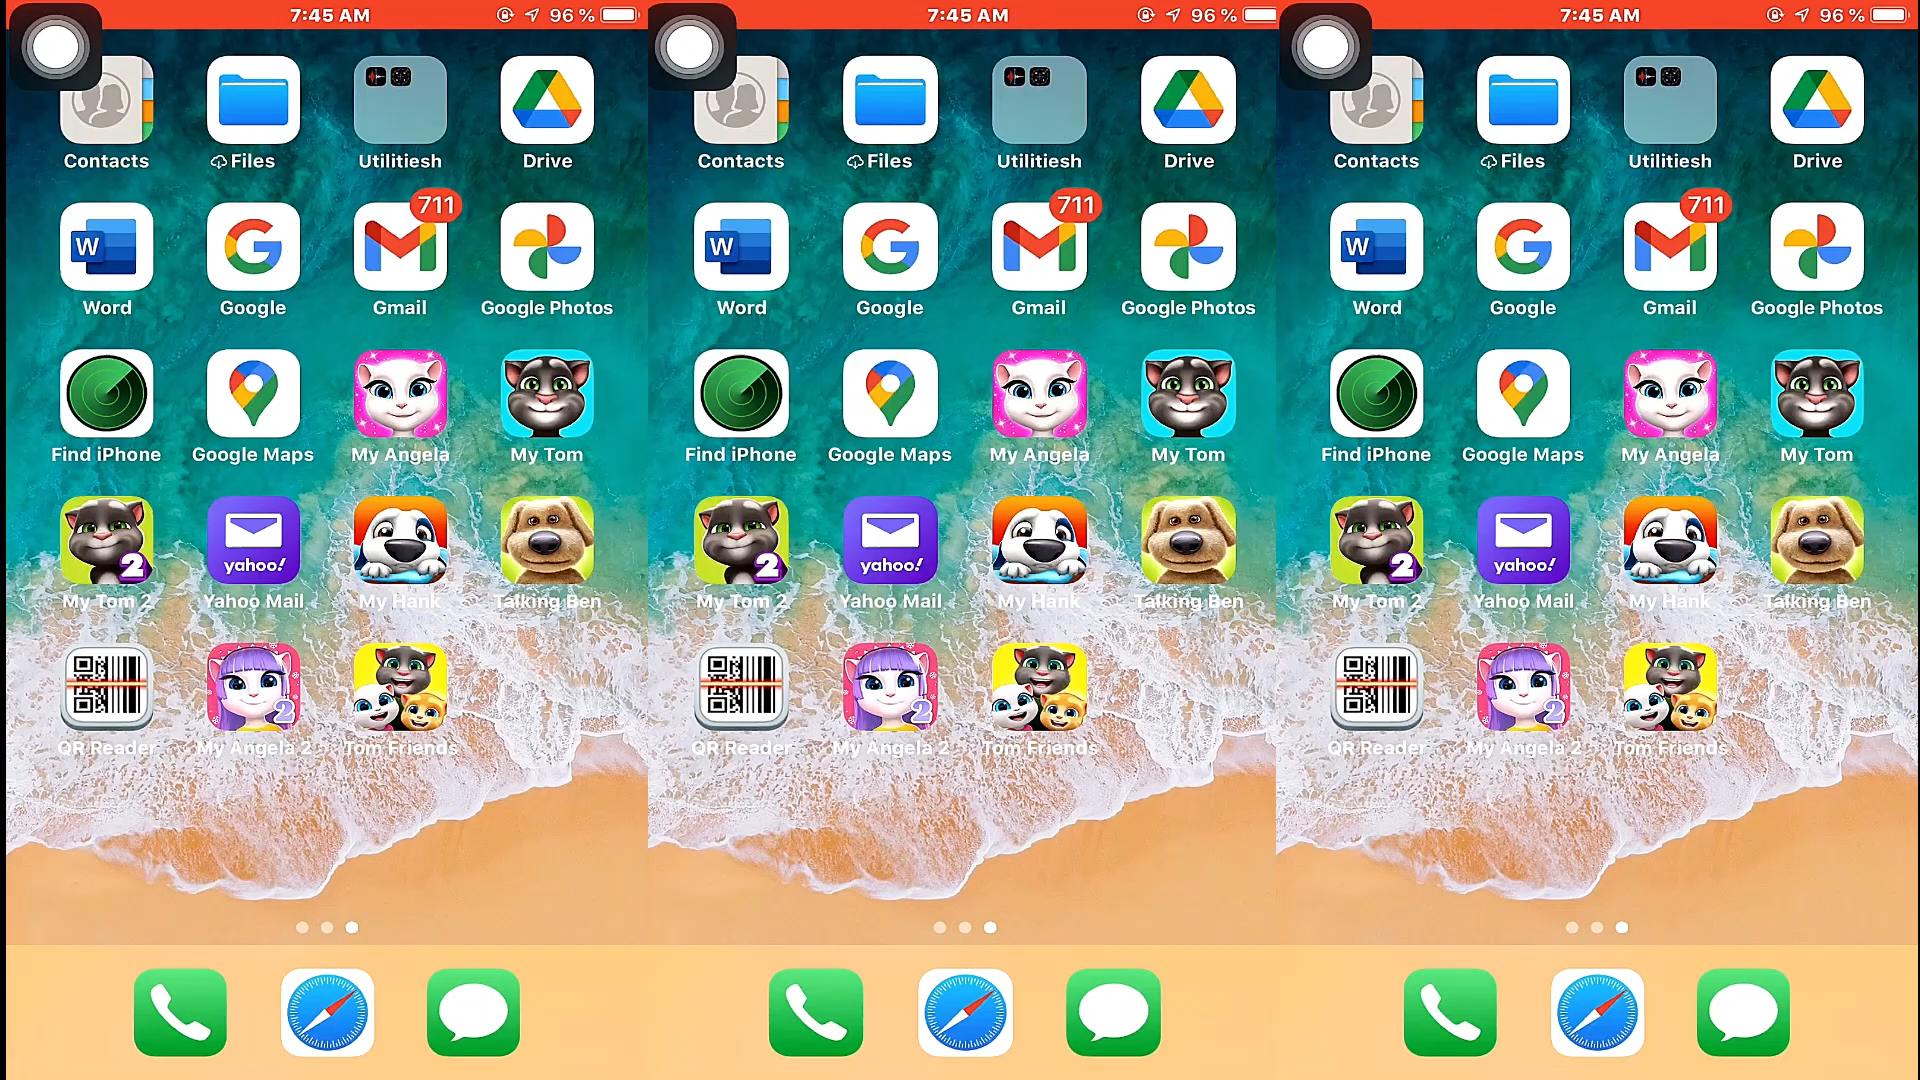 7:45 AM 96 % 7:45 AM 96 % 7:45 AM 96 %
Contacts Files Utilitiesh Drive Contacts Files Utilitiesh Drive Contacts Files Utilitiesh Drive
711 711 711
W W W
Word Google Gmail Google Photos Word Google Gmail Google Photos Word Google Gmail Google Photos
Find iPhone Google Maps My Angela My Tom Find iPhone Google Maps My Angela My Tom Find iPhone Google Maps My Angela My Tom
2 yahoo! 2 yahoo! 2 yahoo!
My Tom 2 Yahoo Mail My Hank Talking Ben My Tom 2 Yahoo Mail My Hank Talking Ben My Tom 2 Yahoo Mail My Hank Talking Ben
2 2 2
QR Reader My Angela 2 Tom Friends QR Reader My Angela 2 Tom Friends QR Reader My Angela 2 Tom Friends